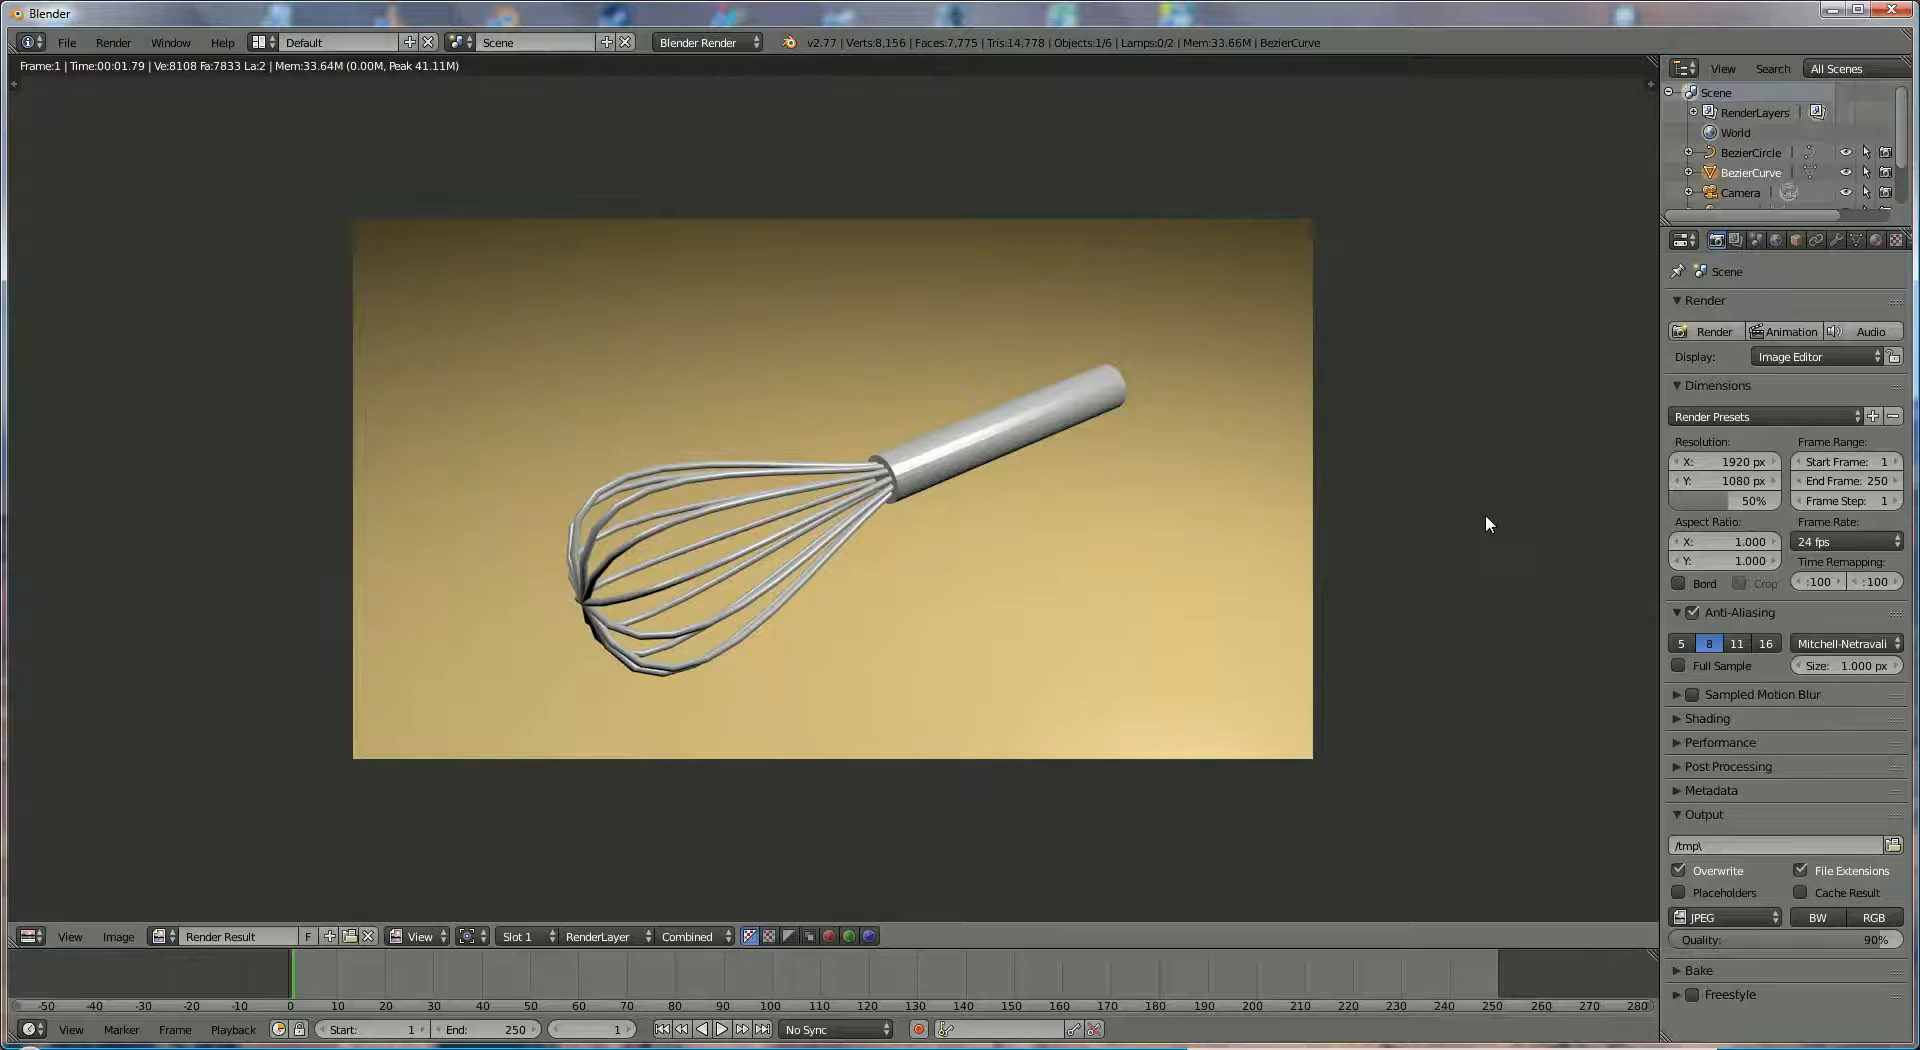 Blender
File Render Window Help Default Scene Blender Render v2.77 | Verts:8,156 | Faces:7,775 | Tris:14,778 | Objects:1/6 | Lamps:0/2 | Mem:33.66M | BezierCurve
Frame:1 | Time:00:01.79 | Ve:8108 Fa:7833 La:2 | Mem:33.64M (0.00M, Peak 41.11M)
View Search All Scenes
Scene
RenderLayers
World
BezierCircle
BezierCurve
Camera
Scene
Render
Render Animation Audio
Display: Image Editor
Dimensions
Render Presets
Resolution: Frame Range:
X: 1920 px Start Frame: 1
Y: 1080 px End Frame: 250
50% Frame Step: 1
Aspect Ratio: Frame Rate:
X: 1.000 24 fps
Y: 1.000 Time Remapping:
Bord Crop :100 :100
Anti-Aliasing
5 8 11 16 Mitchell-Netravali
Full Sample Size: 1.000 px
Sampled Motion Blur
Shading
Performance
Post Processing
Metadata
Output
/tmp\
Overwrite File Extensions
Placeholders Cache Result
JPEG BW RGB
Quality: 90%
Bake
Freestyle
View Image Render Result F View Slot 1 RenderLayer Combined
-50 -40 -30 -20 -10 0 10 20 30 40 50 60 70 80 90 100 110 120 130 140 150 160 170 180 190 200 210 220 230 240 250 260 270 280
View Marker Frame Playback Start: 1 End: 250 1 No Sync